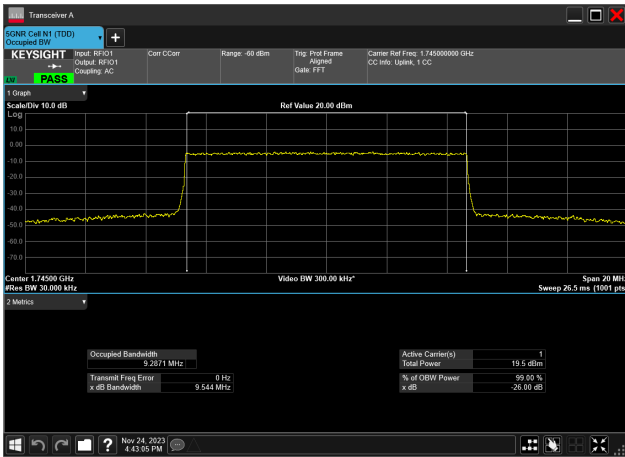 Transceiver A
5GNR Cell N1 (TDD)
Occupied BW
KEYSIGHT
Input: RFIO1
Output: RFIO1
Coupling: AC
Corr CCorr
Range: -60 dBm
Trig: Prot Frame
Aligned
Gate: FFT
Carrier Ref Freq: 1.745000000 GHz
CC Info: Uplink, 1 CC
PASS
1 Graph
Scale/Div 10.0 dB
Ref Value 20.00 dBm
Log
10.0
0.00
-10.0
-20.0
-30.0
-40.0
-50.0
-60.0
-70.0
Center 1.74500 GHz
Video BW 300.00 kHz*
Span 20 MHz
#Res BW 30.000 kHz
Sweep 26.5 ms (1001 pts
2 Metrics
Occupied Bandwidth
9.2871 MHz
Active Carrier(s) 1
Total Power 19.5 dBm
Transmit Freq Error 0 Hz
x dB Bandwidth 9.544 MHz
% of OBW Power 99.00 %
x dB -26.00 dB
Nov 24, 2023
4:43:05 PM